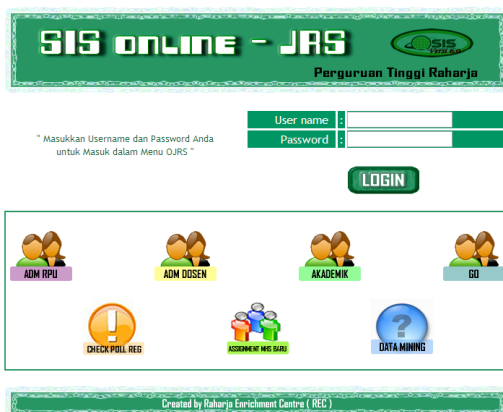 SIS ONLINE - JRS
OSIS
Perguruan Tinggi Raharja
User name :
" Masukkan Username dan Password Anda
untuk Masuk dalam Menu OJRS "
Password :
LOGIN
ADM RPU
ADM DOSEN
AKADEMIK
GO
CHECK POLL REG
ASSIGNMENT MHS BARU
DATA MINING
Created by Raharja Enrichment Centre ( REC )